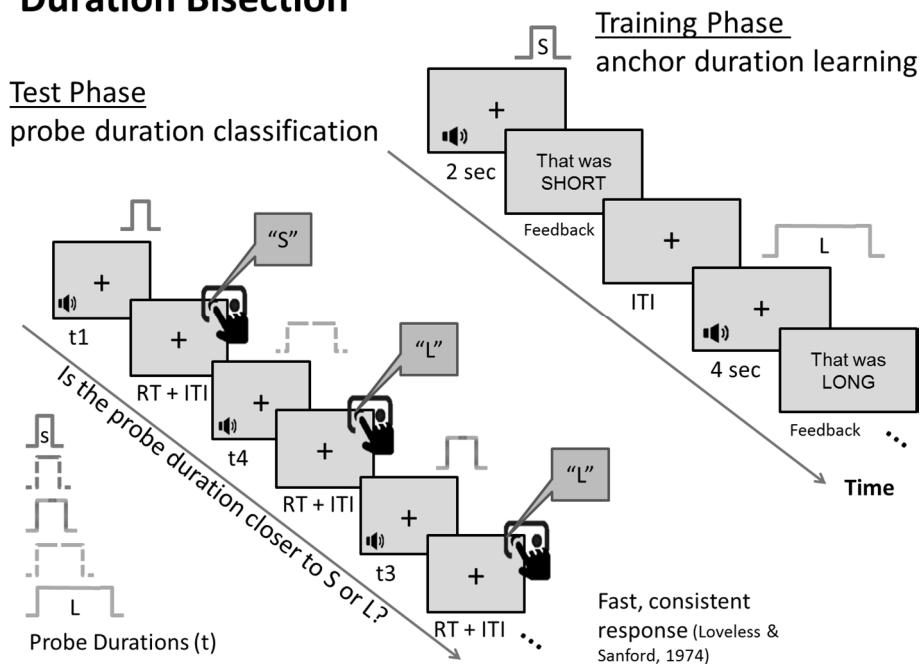 Duration Bisection
Training Phase
anchor duration learning
S
2 sec
That was
SHORT
Feedback
ITI
L
4 sec
That was
LONG
Feedback
...
Time
Test Phase
probe duration classification
t1
"S"
RT + ITI
t4
"L"
RT + ITI
t3
"L"
RT + ITI
...
Is the probe duration closer to S or L?
s
L
Probe Durations (t)
Fast, consistent
response (Loveless &
Sanford, 1974)